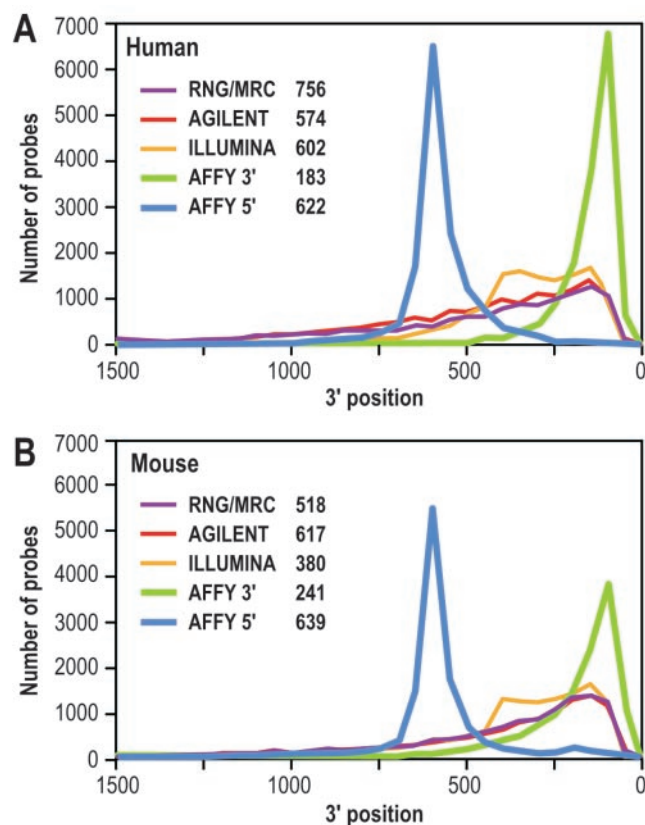 A
7000
6000
5000
4000
3000
2000
1000
0
Number of probes
Human
RNG/MRC 756
AGILENT 574
ILLUMINA 602
AFFY 3' 183
AFFY 5' 622
1500 1000 500 0
3' position
B
7000
6000
5000
4000
3000
2000
1000
0
Number of probes
Mouse
RNG/MRC 518
AGILENT 617
ILLUMINA 380
AFFY 3' 241
AFFY 5' 639
1500 1000 500 0
3' position